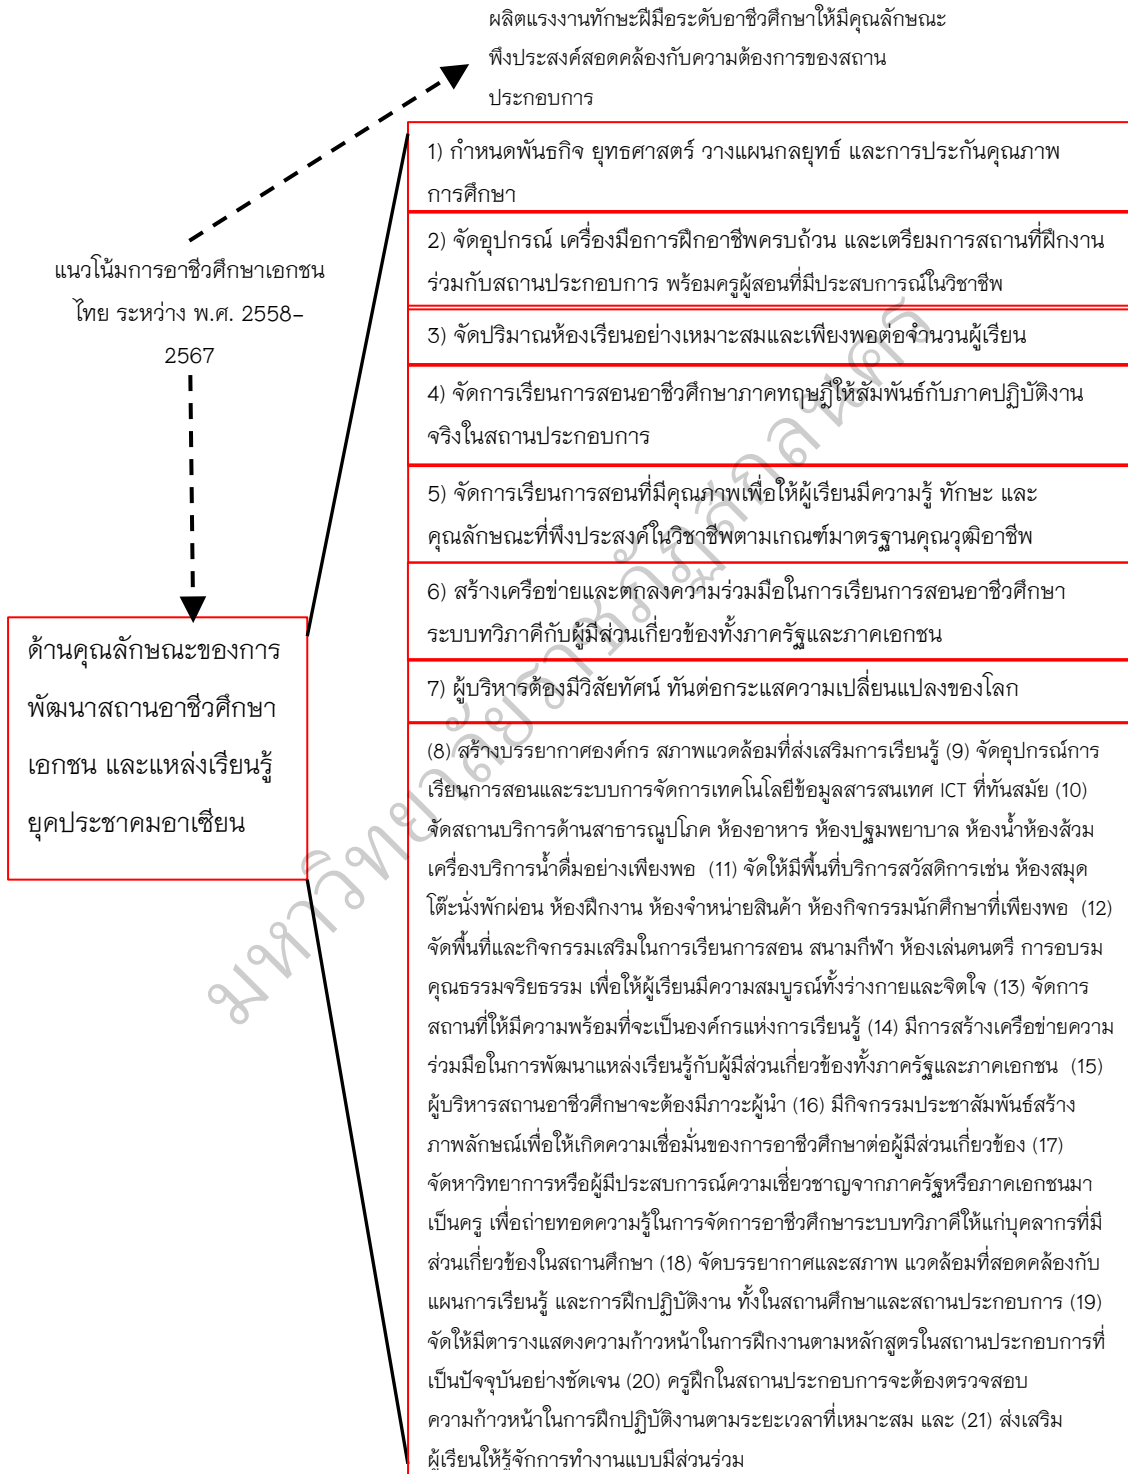 ผลิตแรงงานทักษะฝีมือระดับอาชีวศึกษาให้มีคุณลักษณะ
พึงประสงค์สอดคล้องกับความต้องการของสถาน
ประกอบการ
แนวโน้มการอาชีวศึกษาเอกชน
ไทย ระหว่าง พ.ศ. 2558-
2567
ด้านคุณลักษณะของการ
พัฒนาสถานอาชีวศึกษา
เอกชน และแหล่งเรียนรู้
ยุคประชาคมอาเซียน
1) กำหนดพันธกิจ ยุทธศาสตร์ วางแผนกลยุทธ์ และการประกันคุณภาพ
การศึกษา
2) จัดอุปกรณ์ เครื่องมือการฝึกอาชีพครบถ้วน และเตรียมการสถานที่ฝึกงาน
ร่วมกับสถานประกอบการ พร้อมครูผู้สอนที่มีประสบการณ์ในวิชาชีพ
3) จัดปริมาณห้องเรียนอย่างเหมาะสมและเพียงพอต่อจำนวนผู้เรียน
4) จัดการเรียนการสอนอาชีวศึกษาภาคทฤษฎีให้สัมพันธ์กับภาคปฏิบัติงาน
จริงในสถานประกอบการ
5) จัดการเรียนการสอนที่มีคุณภาพเพื่อให้ผู้เรียนมีความรู้ ทักษะ และ
คุณลักษณะที่พึงประสงค์ในวิชาชีพตามเกณฑ์มาตรฐานคุณวุฒิอาชีพ
6) สร้างเครือข่ายและตกลงความร่วมมือในการเรียนการสอนอาชีวศึกษา
ระบบทวิภาคีกับผู้มีส่วนเกี่ยวข้องทั้งภาครัฐและภาคเอกชน
7) ผู้บริหารต้องมีวิสัยทัศน์ ทันต่อกระแสความเปลี่ยนแปลงของโลก
(8) สร้างบรรยากาศองค์กร สภาพแวดล้อมที่ส่งเสริมการเรียนรู้ (9) จัดอุปกรณ์การ
เรียนการสอนและระบบการจัดการเทคโนโลยีข้อมูลสารสนเทศ ICT ที่ทันสมัย (10)
จัดสถานบริการด้านสาธารณูปโภค ห้องอาหาร ห้องปฐมพยาบาล ห้องน้ำห้องส้วม
เครื่องบริการน้ำดื่มอย่างเพียงพอ (11) จัดให้มีพื้นที่บริการสวัสดิการเช่น ห้องสมุด
โต๊ะนั่งพักผ่อน ห้องฝึกงาน ห้องจำหน่ายสินค้า ห้องกิจกรรมนักศึกษาที่เพียงพอ (12)
จัดพื้นที่และกิจกรรมเสริมในการเรียนการสอน สนามกีฬา ห้องเล่นดนตรี การอบรม
คุณธรรมจริยธรรม เพื่อให้ผู้เรียนมีความสมบูรณ์ทั้งร่างกายและจิตใจ (13) จัดการ
สถานที่ให้มีความพร้อมที่จะเป็นองค์กรแห่งการเรียนรู้ (14) มีการสร้างเครือข่ายความ
ร่วมมือในการพัฒนาแหล่งเรียนรู้กับผู้มีส่วนเกี่ยวข้องทั้งภาครัฐและภาคเอกชน (15)
ผู้บริหารสถานอาชีวศึกษาจะต้องมีภาวะผู้นำ (16) มีกิจกรรมประชาสัมพันธ์สร้าง
ภาพลักษณ์เพื่อให้เกิดความเชื่อมั่นของการอาชีวศึกษาต่อผู้มีส่วนเกี่ยวข้อง (17)
จัดหาวิทยาการหรือผู้มีประสบการณ์ความเชี่ยวชาญจากภาครัฐหรือภาคเอกชนมา
เป็นครู เพื่อถ่ายทอดความรู้ในการจัดการอาชีวศึกษาระบบทวิภาคีให้แก่บุคลากรที่มี
ส่วนเกี่ยวข้องในสถานศึกษา (18) จัดบรรยากาศและสภาพ แวดล้อมที่สอดคล้องกับ
แผนการเรียนรู้ และการฝึกปฏิบัติงาน ทั้งในสถานศึกษาและสถานประกอบการ (19)
จัดให้มีตารางแสดงความก้าวหน้าในการฝึกงานตามหลักสูตรในสถานประกอบการที่
เป็นปัจจุบันอย่างชัดเจน (20) ครูฝึกในสถานประกอบการจะต้องตรวจสอบ
ความก้าวหน้าในการฝึกปฏิบัติงานตามระยะเวลาที่เหมาะสม และ (21) ส่งเสริม
ผู้เรียนให้รู้จักการทำงานแบบมีส่วนร่วม
มหาวิทยาลัยราชภัฏสกลนคร